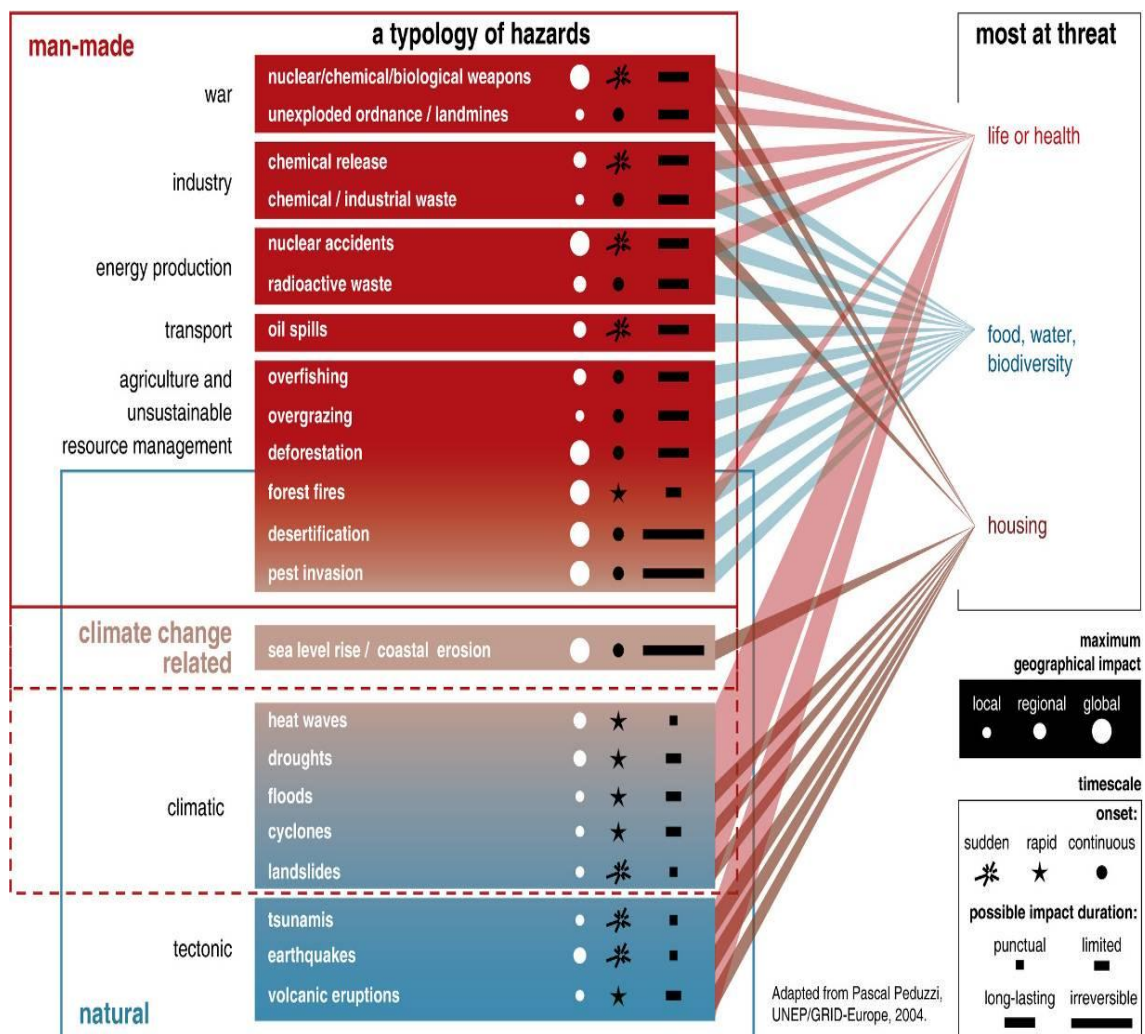 man-made
a typology of hazards
most at threat
war
nuclear/chemical/biological weapons
unexploded ordnance / landmines
life or health
industry
chemical release
chemical / industrial waste
energy production
nuclear accidents
radioactive waste
transport
oil spills
food, water,
biodiversity
agriculture and
unsustainable
resource management
overfishing
overgrazing
deforestation
forest fires
desertification
pest invasion
housing
climate change
related
sea level rise / coastal erosion
maximum
geographical impact
local regional global
climatic
heat waves
droughts
floods
cyclones
landslides
timescale
onset:
sudden rapid continuous
possible impact duration:
punctual limited
long-lasting irreversible
tectonic
tsunamis
earthquakes
volcanic eruptions
natural
Adapted from Pascal Peduzzi,
UNEP/GRID-Europe, 2004.